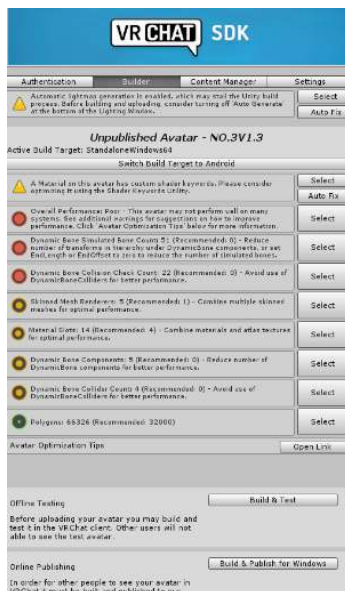 VRCHAT SDK
Authentication Builder Content Manager Settings
Automatic lightmap generation is enabled, which may stall the Unity build
process. Before building and uploading, consider turning off 'Auto Generate'
at the bottom of the Lighting Window.
Select
Auto Fix
Unpublished Avatar - NO.3V1.3
Active Build Target: StandaloneWindows64
Switch Build Target to Android
A Material on this avatar has custom shader keywords. Please consider
optimizing it using the Shader Keywords Utility.
Select
Auto Fix
Overall Performance: Poor - This avatar may not perform well on many
systems. See additional warnings for suggestions on how to improve
performance. Click 'Avatar Optimization Tips' below for more information.
Select
Dynamic Bone Simulated Bone Count: 51 (Recommended: 0) - Reduce
number of transforms in hierarchy under DynamicBone components, or set
EndLength or EndOffset to zero to reduce the number of simulated bones.
Select
Dynamic Bone Collision Check Count: 22 (Recommended: 0) - Avoid use of
DynamicBoneColliders for better performance.
Select
Skinned Mesh Renderers: 5 (Recommended: 1) - Combine multiple skinned
meshes for optimal performance.
Select
Material Slots: 14 (Recommended: 4) - Combine materials and atlas textures
for optimal performance.
Select
Dynamic Bone Components: 5 (Recommended: 0) - Reduce number of
DynamicBone components for better performance.
Select
Dynamic Bone Collider Count: 4 (Recommended: 0) - Avoid use of
DynamicBoneColliders for better performance.
Select
Polygons: 66326 (Recommended: 32000)
Select
Avatar Optimization Tips
Open Link
Offline Testing
Build & Test
Before uploading your avatar you may build and
test it in the VRChat client. Other users will not
able to see the test avatar.
Online Publishing
Build & Publish for Windows
In order for other people to see your avatar in
VRChat it must be built and published to our